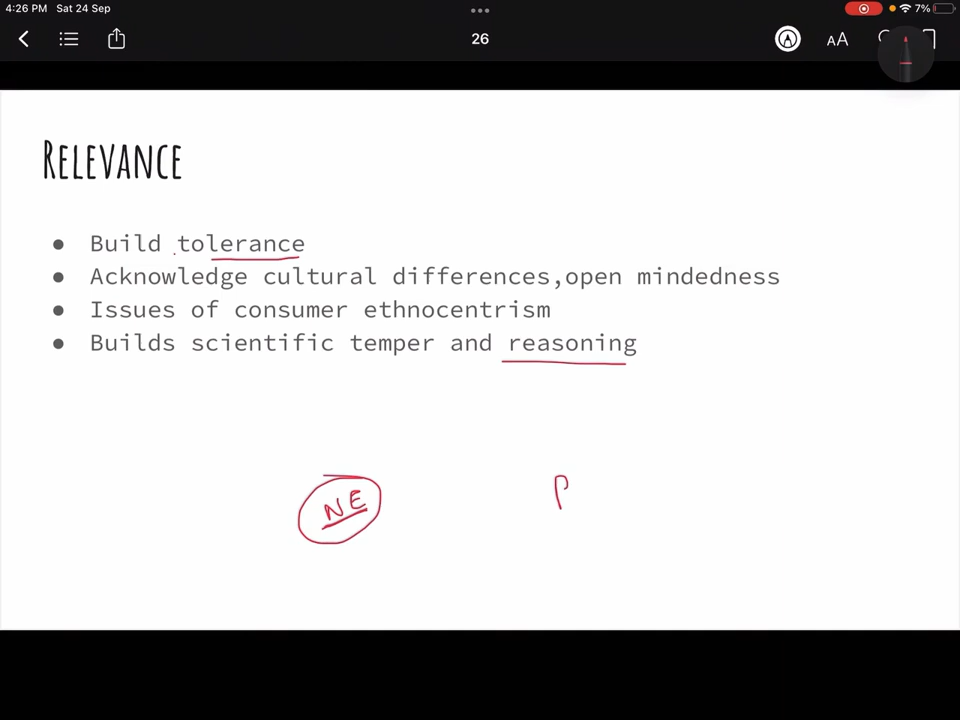 4:26 PM Sat 24 Sep
7%
26
AA
RELEVANCE
● Build tolerance
● Acknowledge cultural differences,open mindedness
● Issues of consumer ethnocentrism
● Builds scientific temper and reasoning
NE